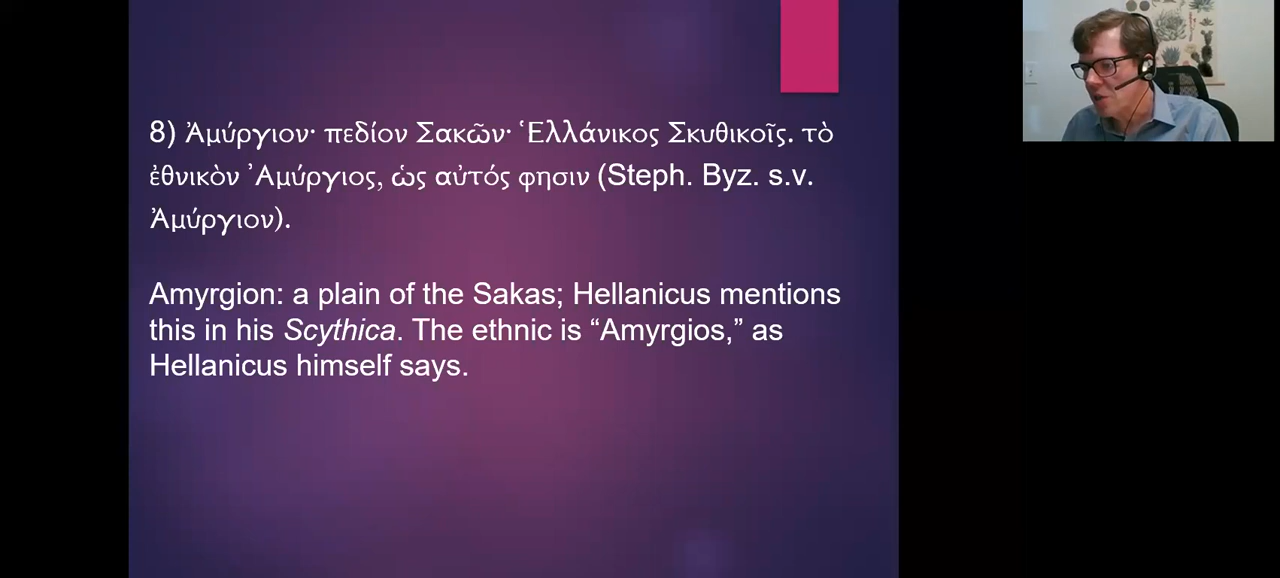 8) Ἀμύργιον· πεδίον Σακῶν· Ἑλλάνικος Σκυθικοῖς. τὸ
ἐθνικὸν Ἀμύργιος, ὡς αὐτός φησιν (Steph. Byz. s.v.
Ἀμύργιον).
Amyrgion: a plain of the Sakas; Hellanicus mentions
this in his Scythica. The ethnic is “Amyrgios,” as
Hellanicus himself says.